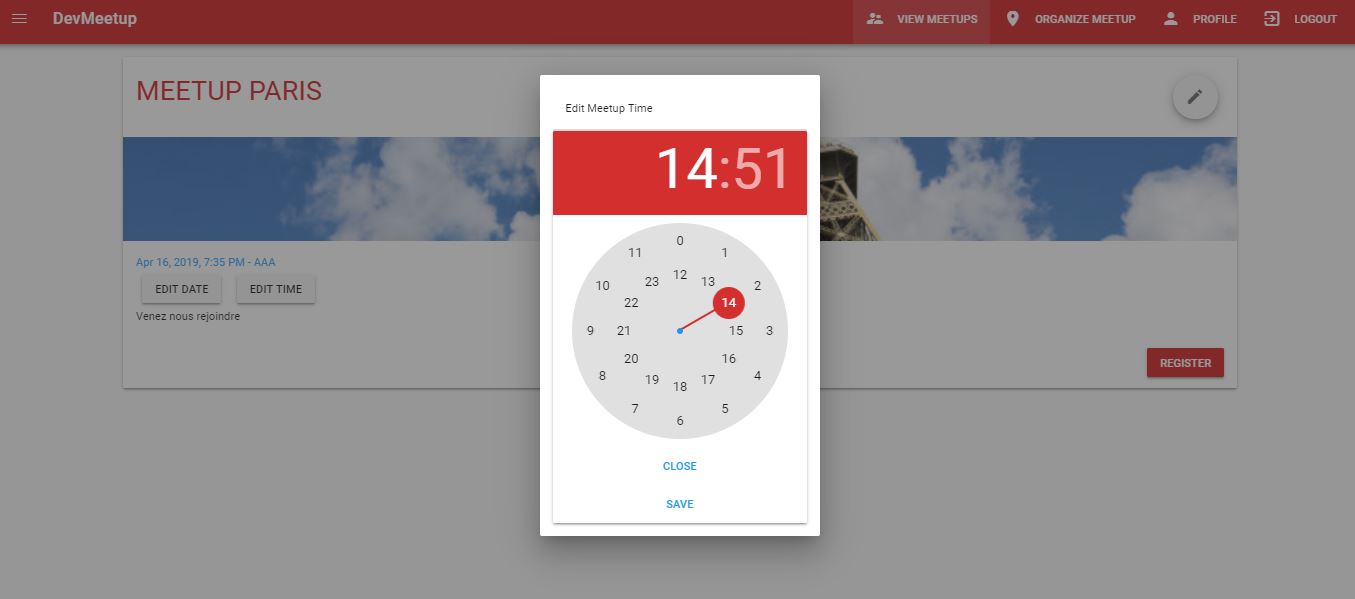 DevMeetup
VIEW MEETUPS
ORGANIZE MEETUP
PROFILE
LOGOUT
MEETUP PARIS
Apr 16, 2019, 7:35 PM - AAA
EDIT DATE
EDIT TIME
Venez nous rejoindre
REGISTER
Edit Meetup Time
14:51
0
1
2
3
4
5
6
7
8
9
10
11
12
13
14
15
16
17
18
19
20
21
22
23
CLOSE
SAVE